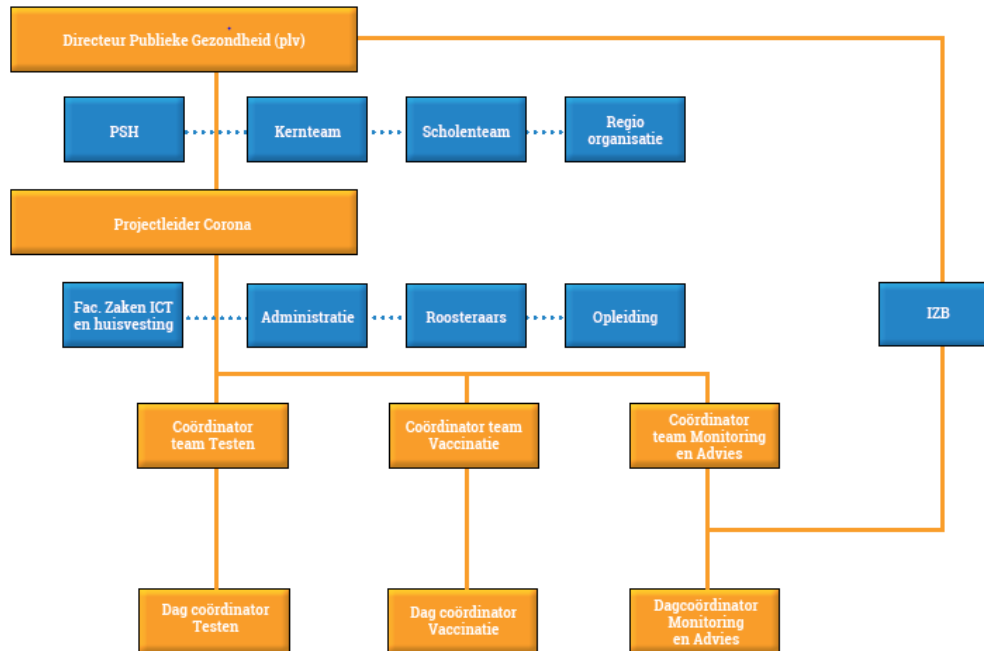 Directeur Publieke Gezondheid (plv)
PSH
Kernteam
Scholenteam
Regio
organisatie
Projectleider Corona
Fac. Zaken ICT
en huisvesting
Administratie
Roosteraars
Opleiding
IZB
Coördinator
team Testen
Coördinator team
Vaccinatie
Coördinator
team Monitoring
en Advies
Dag coördinator
Testen
Dag coördinator
Vaccinatie
Dagcoördinator
Monitoring
en Advies